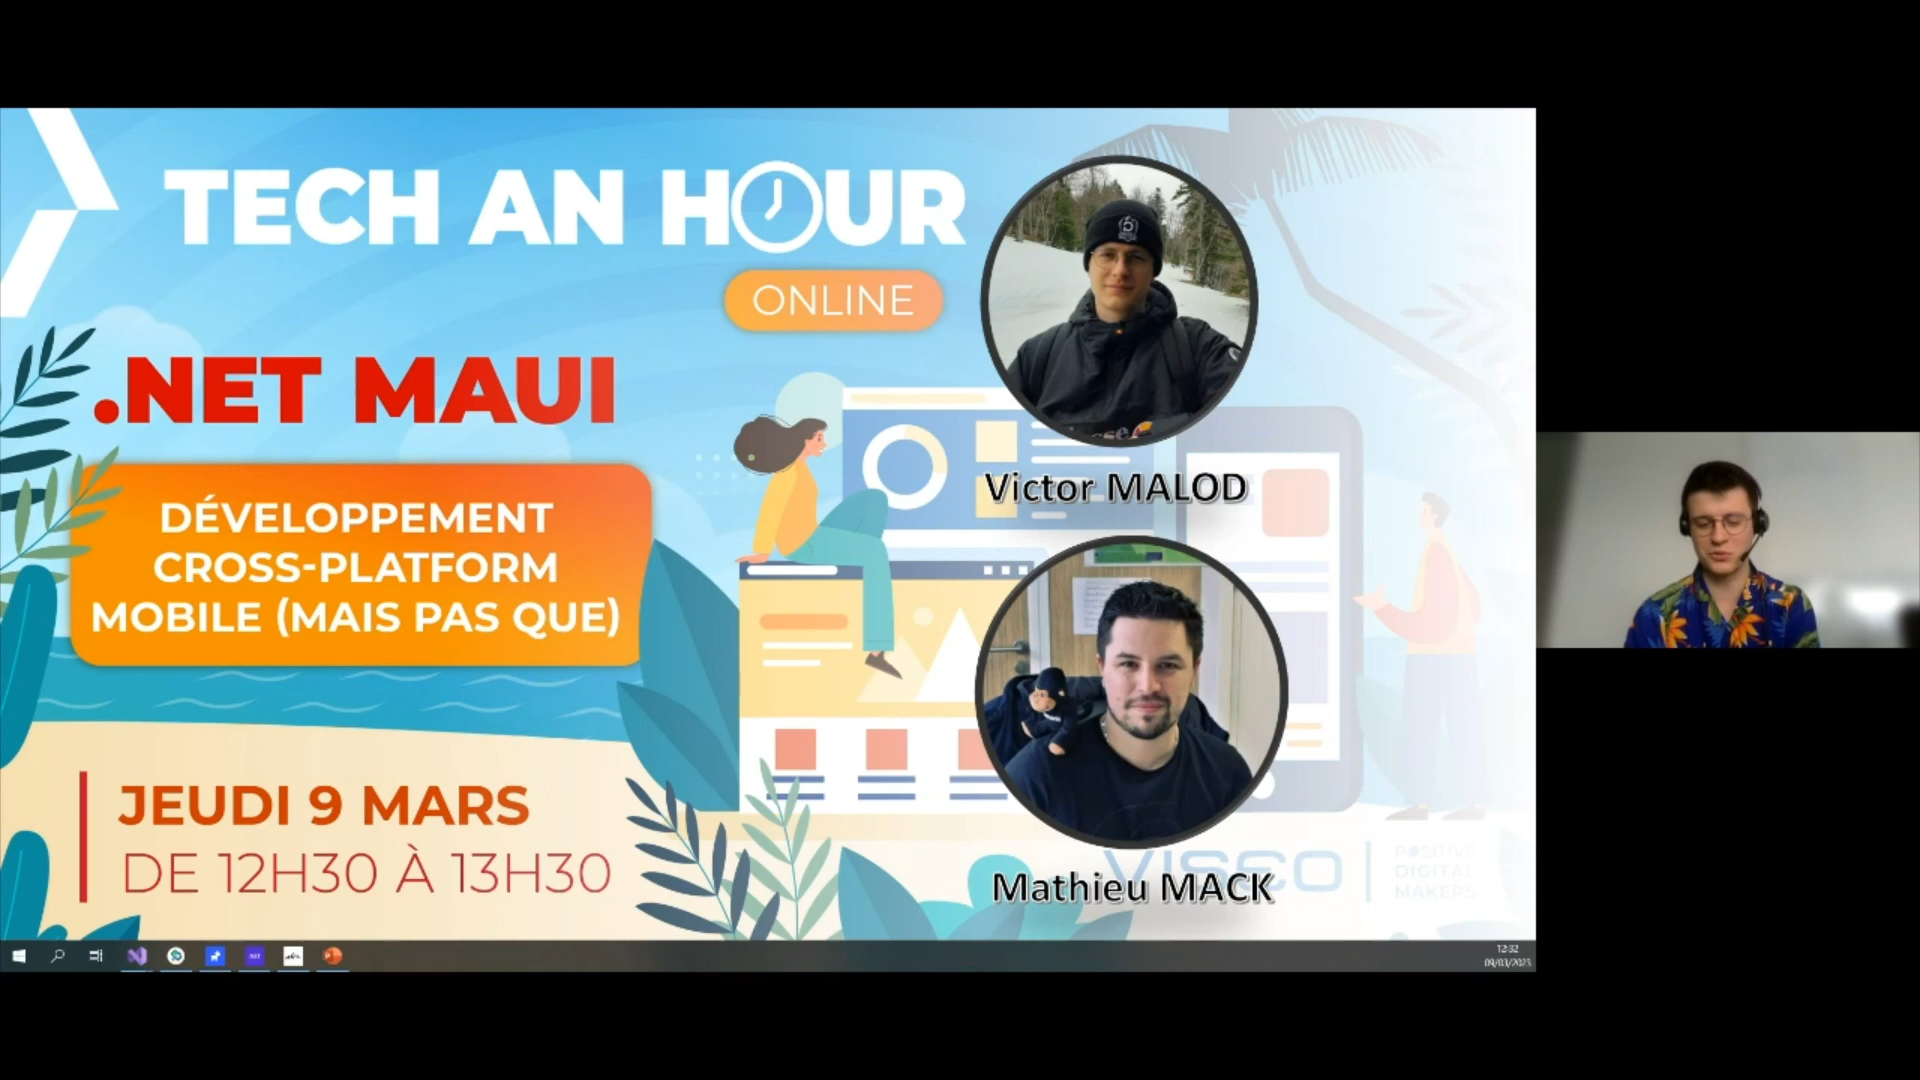 TECH AN HOUR
ONLINE
.NET MAUI
DÉVELOPPEMENT
CROSS-PLATFORM
MOBILE (MAIS PAS QUE)
JEUDI 9 MARS
DE 12H30 À 13H30
Victor MALOD
Mathieu MACK
VISEO
POSITIVE
DIGITAL
MAKERS
12:32
09/03/2023